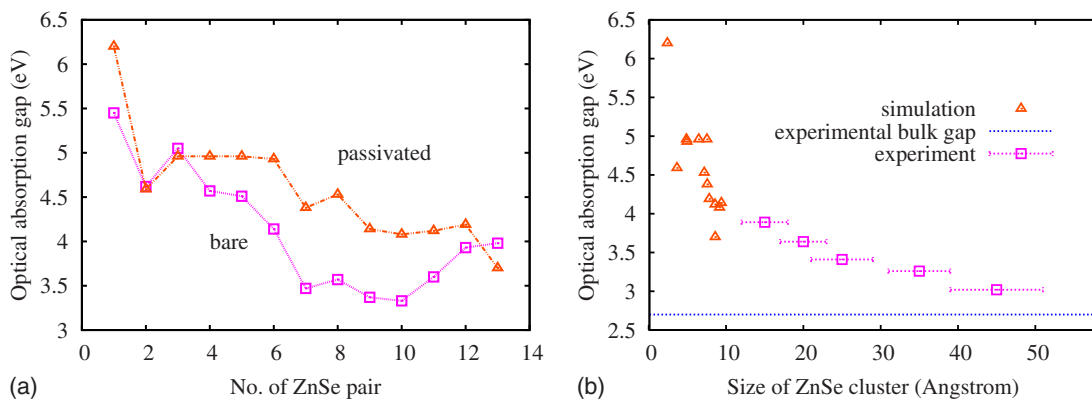 Optical absorption gap (eV)
6.5
6
5.5
5
4.5
4
3.5
3
0 2 4 6 8 10 12 14
No. of ZnSe pair
passivated
bare
(a)
Optical absorption gap (eV)
6.5
6
5.5
5
4.5
4
3.5
3
2.5
0 10 20 30 40 50
Size of ZnSe cluster (Angstrom)
simulation
experimental bulk gap
experiment
(b)